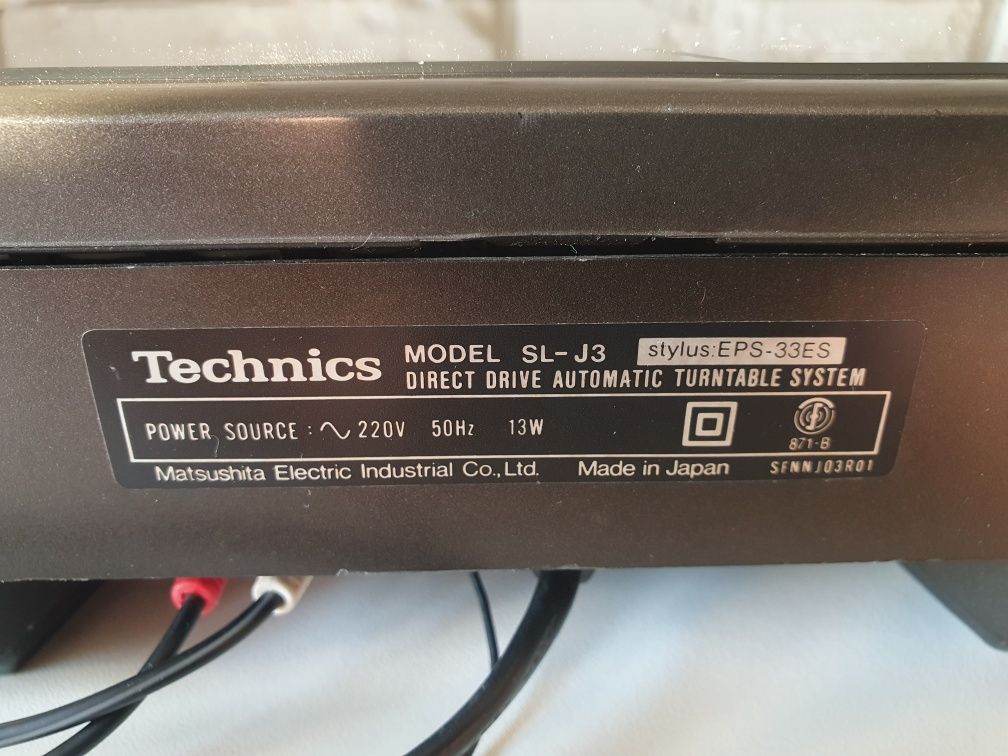 Technics MODEL SL-J3 stylus:EPS-33ES
DIRECT DRIVE AUTOMATIC TURNTABLE SYSTEM
POWER SOURCE : ∿ 220V 50Hz 13W
871-B
Matsushita Electric Industrial Co.,Ltd. Made in Japan SFNNJ03R01